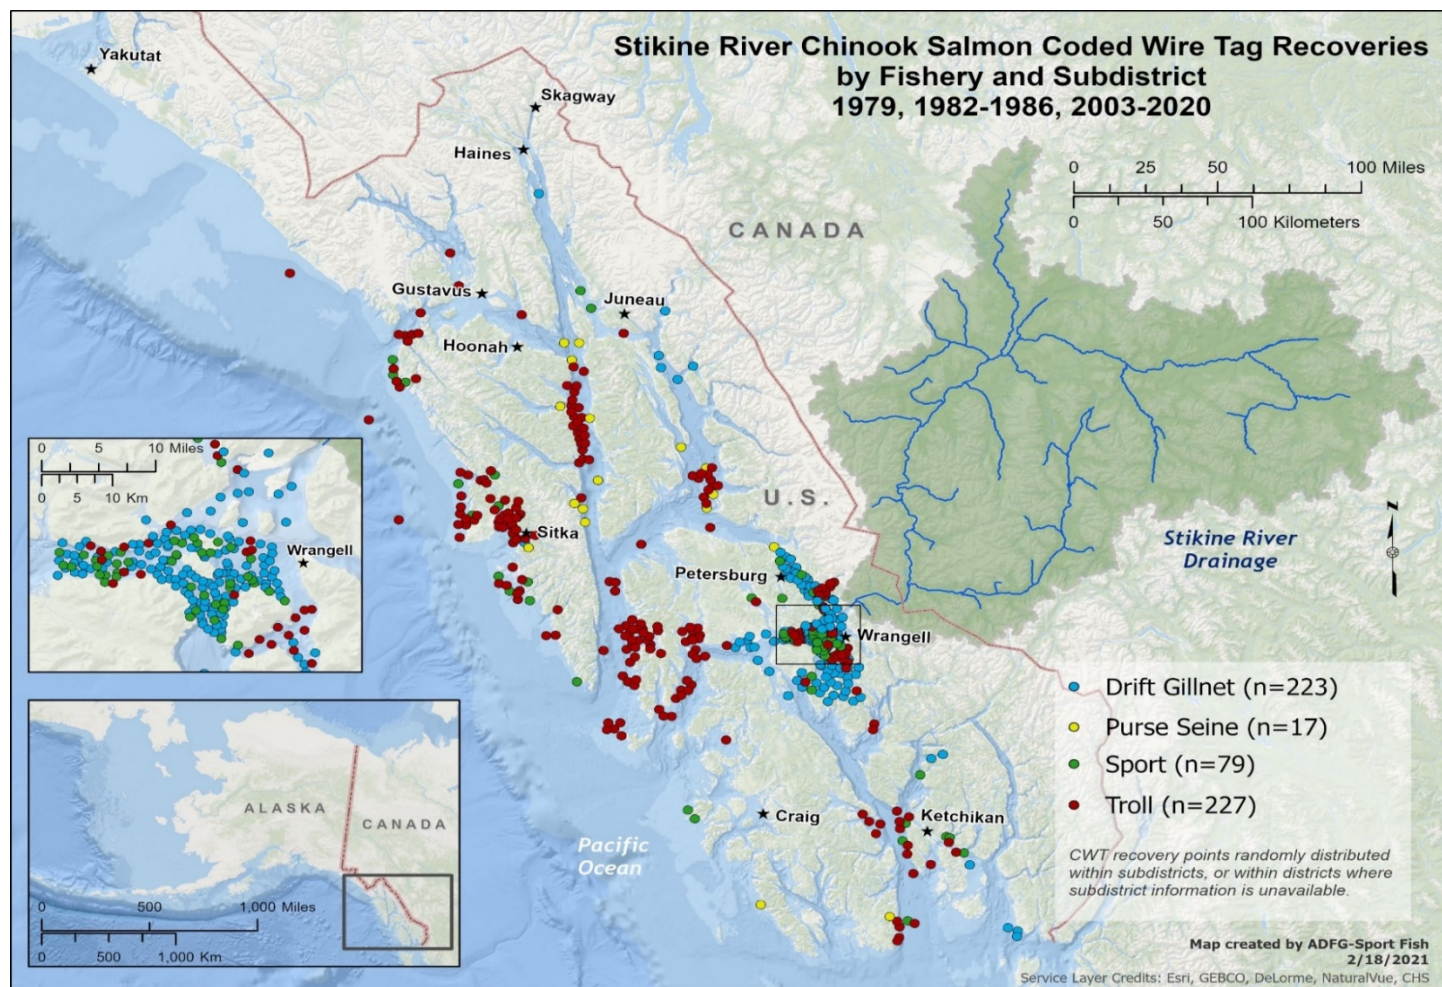 Stikine River Chinook Salmon Coded Wire Tag Recoveries
by Fishery and Subdistrict
1979, 1982-1986, 2003-2020
Yakutat
Skagway
Haines
0 25 50 100 Miles
0 50 100 Kilometers
CANADA
Gustavus
Juneau
Hoonah
0 5 10 Miles
0 5 10 Km
Wrangell
U.S.
Sitka
N
Stikine River
Drainage
Petersburg
Wrangell
Drift Gillnet (n=223)
Purse Seine (n=17)
Sport (n=79)
Troll (n=227)
ALASKA
CANADA
Craig
Ketchikan
Pacific
Ocean
CWT recovery points randomly distributed
within subdistricts, or within districts where
subdistrict information is unavailable.
0 500 1,000 Miles
0 500 1,000 Km
Map created by ADFG-Sport Fish
2/18/2021
Service Layer Credits: Esri, GEBCO, DeLorme, NaturalVue, CHS